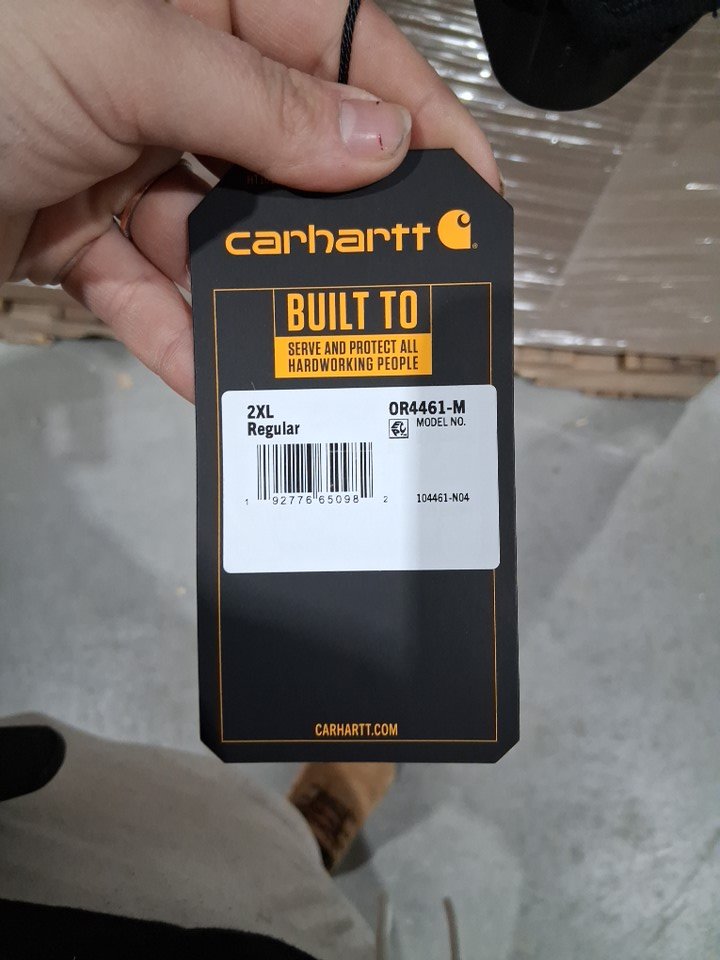 carhartt
BUILT TO
SERVE AND PROTECT ALL
HARDWORKING PEOPLE
2XL
Regular
OR4461-M
MODEL NO.
1 92776 65098 2
104461-N04
CARHARTT.COM